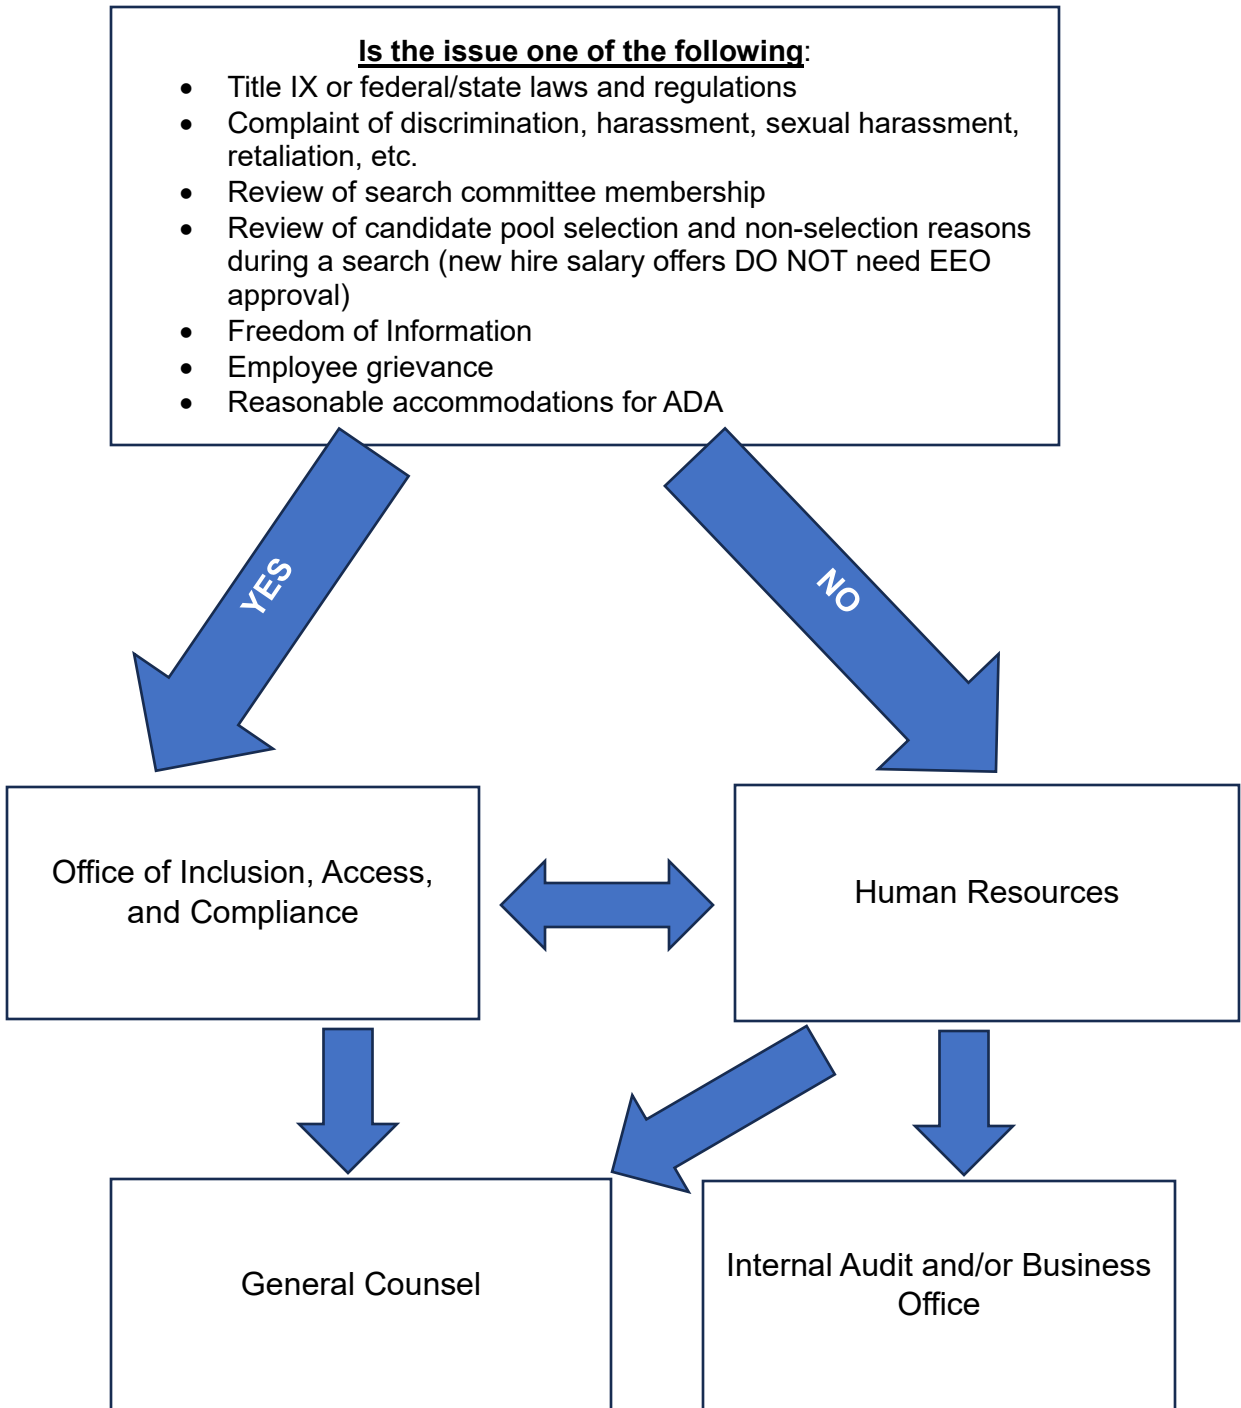 Is the issue one of the following:
• Title IX or federal/state laws and regulations
• Complaint of discrimination, harassment, sexual harassment,
retaliation, etc.
• Review of search committee membership
• Review of candidate pool selection and non-selection reasons
during a search (new hire salary offers DO NOT need EEO
approval)
• Freedom of Information
• Employee grievance
• Reasonable accommodations for ADA
YES
NO
Office of Inclusion, Access,
and Compliance
Human Resources
General Counsel
Internal Audit and/or Business
Office